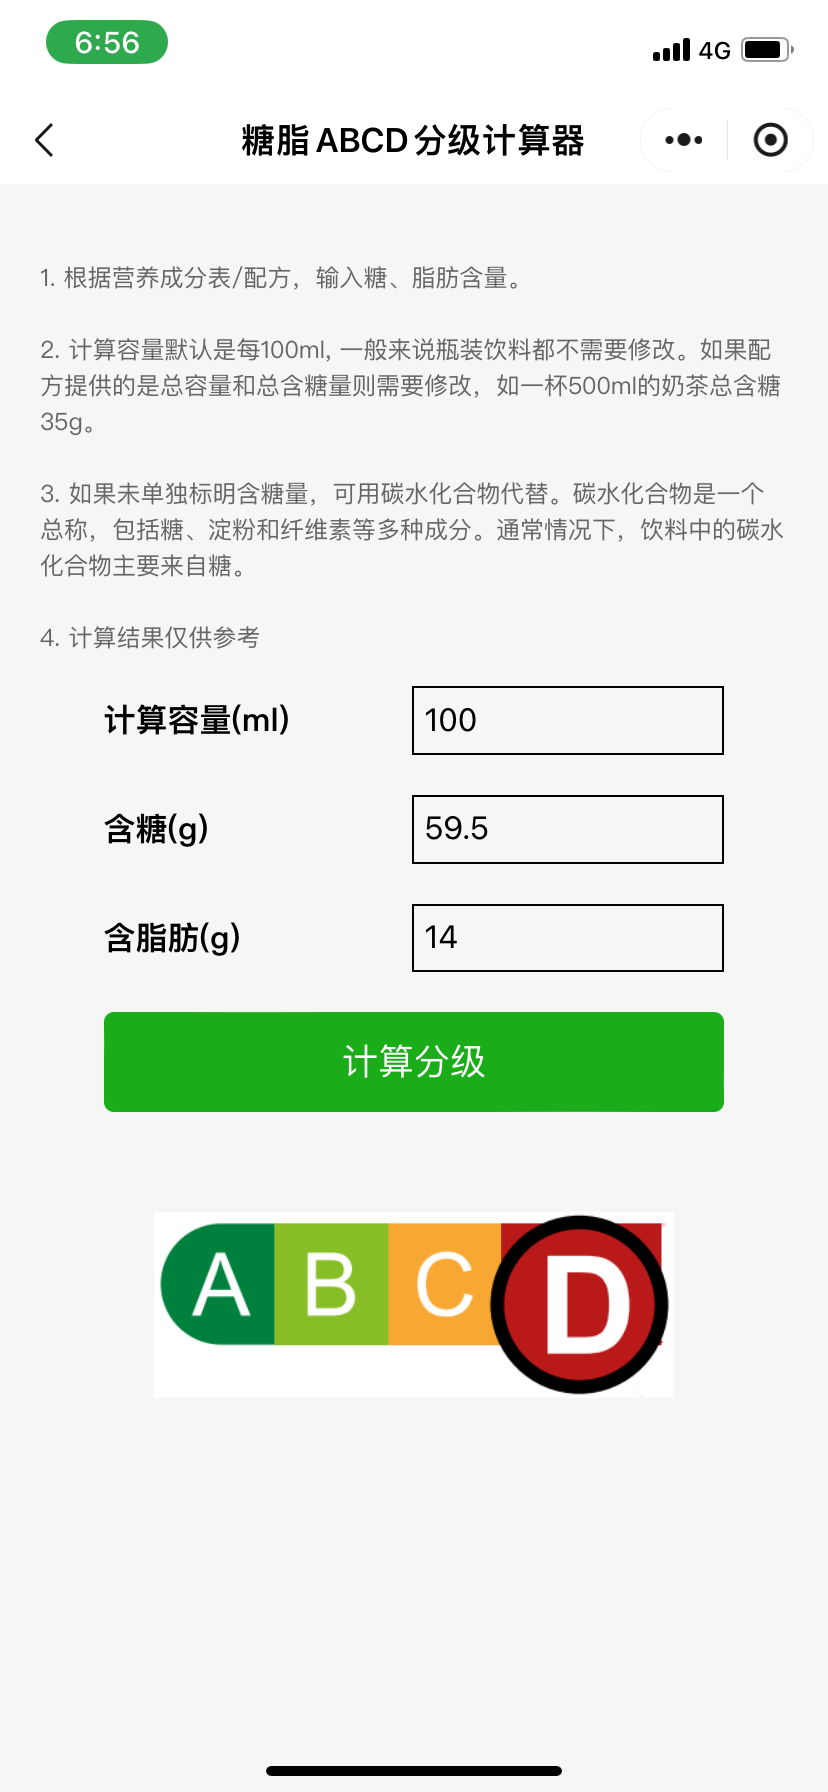 6:56
4G
糖脂ABCD分级计算器
1. 根据营养成分表/配方，输入糖、脂肪含量。
2. 计算容量默认是每100ml, 一般来说瓶装饮料都不需要修改。如果配
方提供的是总容量和总含糖量则需要修改，如一杯500ml的奶茶总含糖
35g。
3. 如果未单独标明含糖量，可用碳水化合物代替。碳水化合物是一个
总称，包括糖、淀粉和纤维素等多种成分。通常情况下，饮料中的碳水
化合物主要来自糖。
4. 计算结果仅供参考
计算容量(ml)
100
含糖(g)
59.5
含脂肪(g)
14
计算分级
A B C D